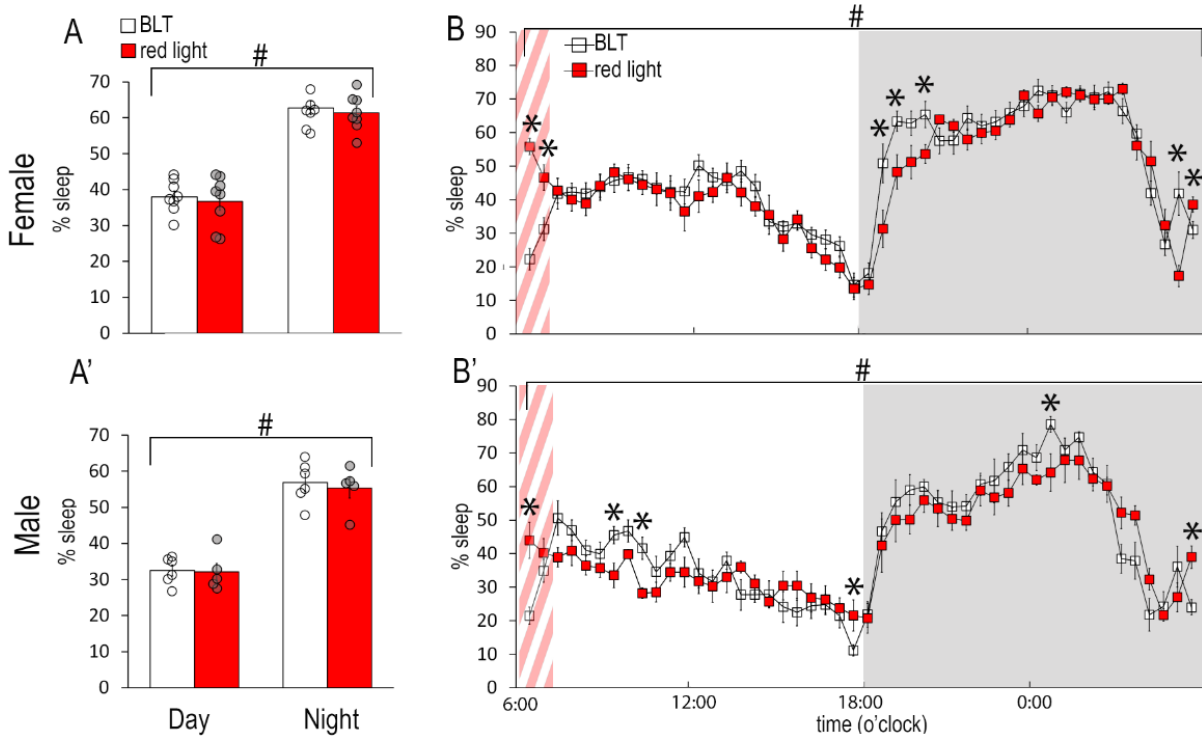 A
BLT
red light
#
Female
% sleep
70
60
50
40
30
20
10
0
B
#
BLT
red light
% sleep
90
80
70
60
50
40
30
20
10
0
* * * * * * *
A'
#
Male
% sleep
70
60
50
40
30
20
10
0
Day Night
B'
#
% sleep
90
80
70
60
50
40
30
20
10
0
* * * * * *
6:00 12:00 18:00 0:00
time (o'clock)